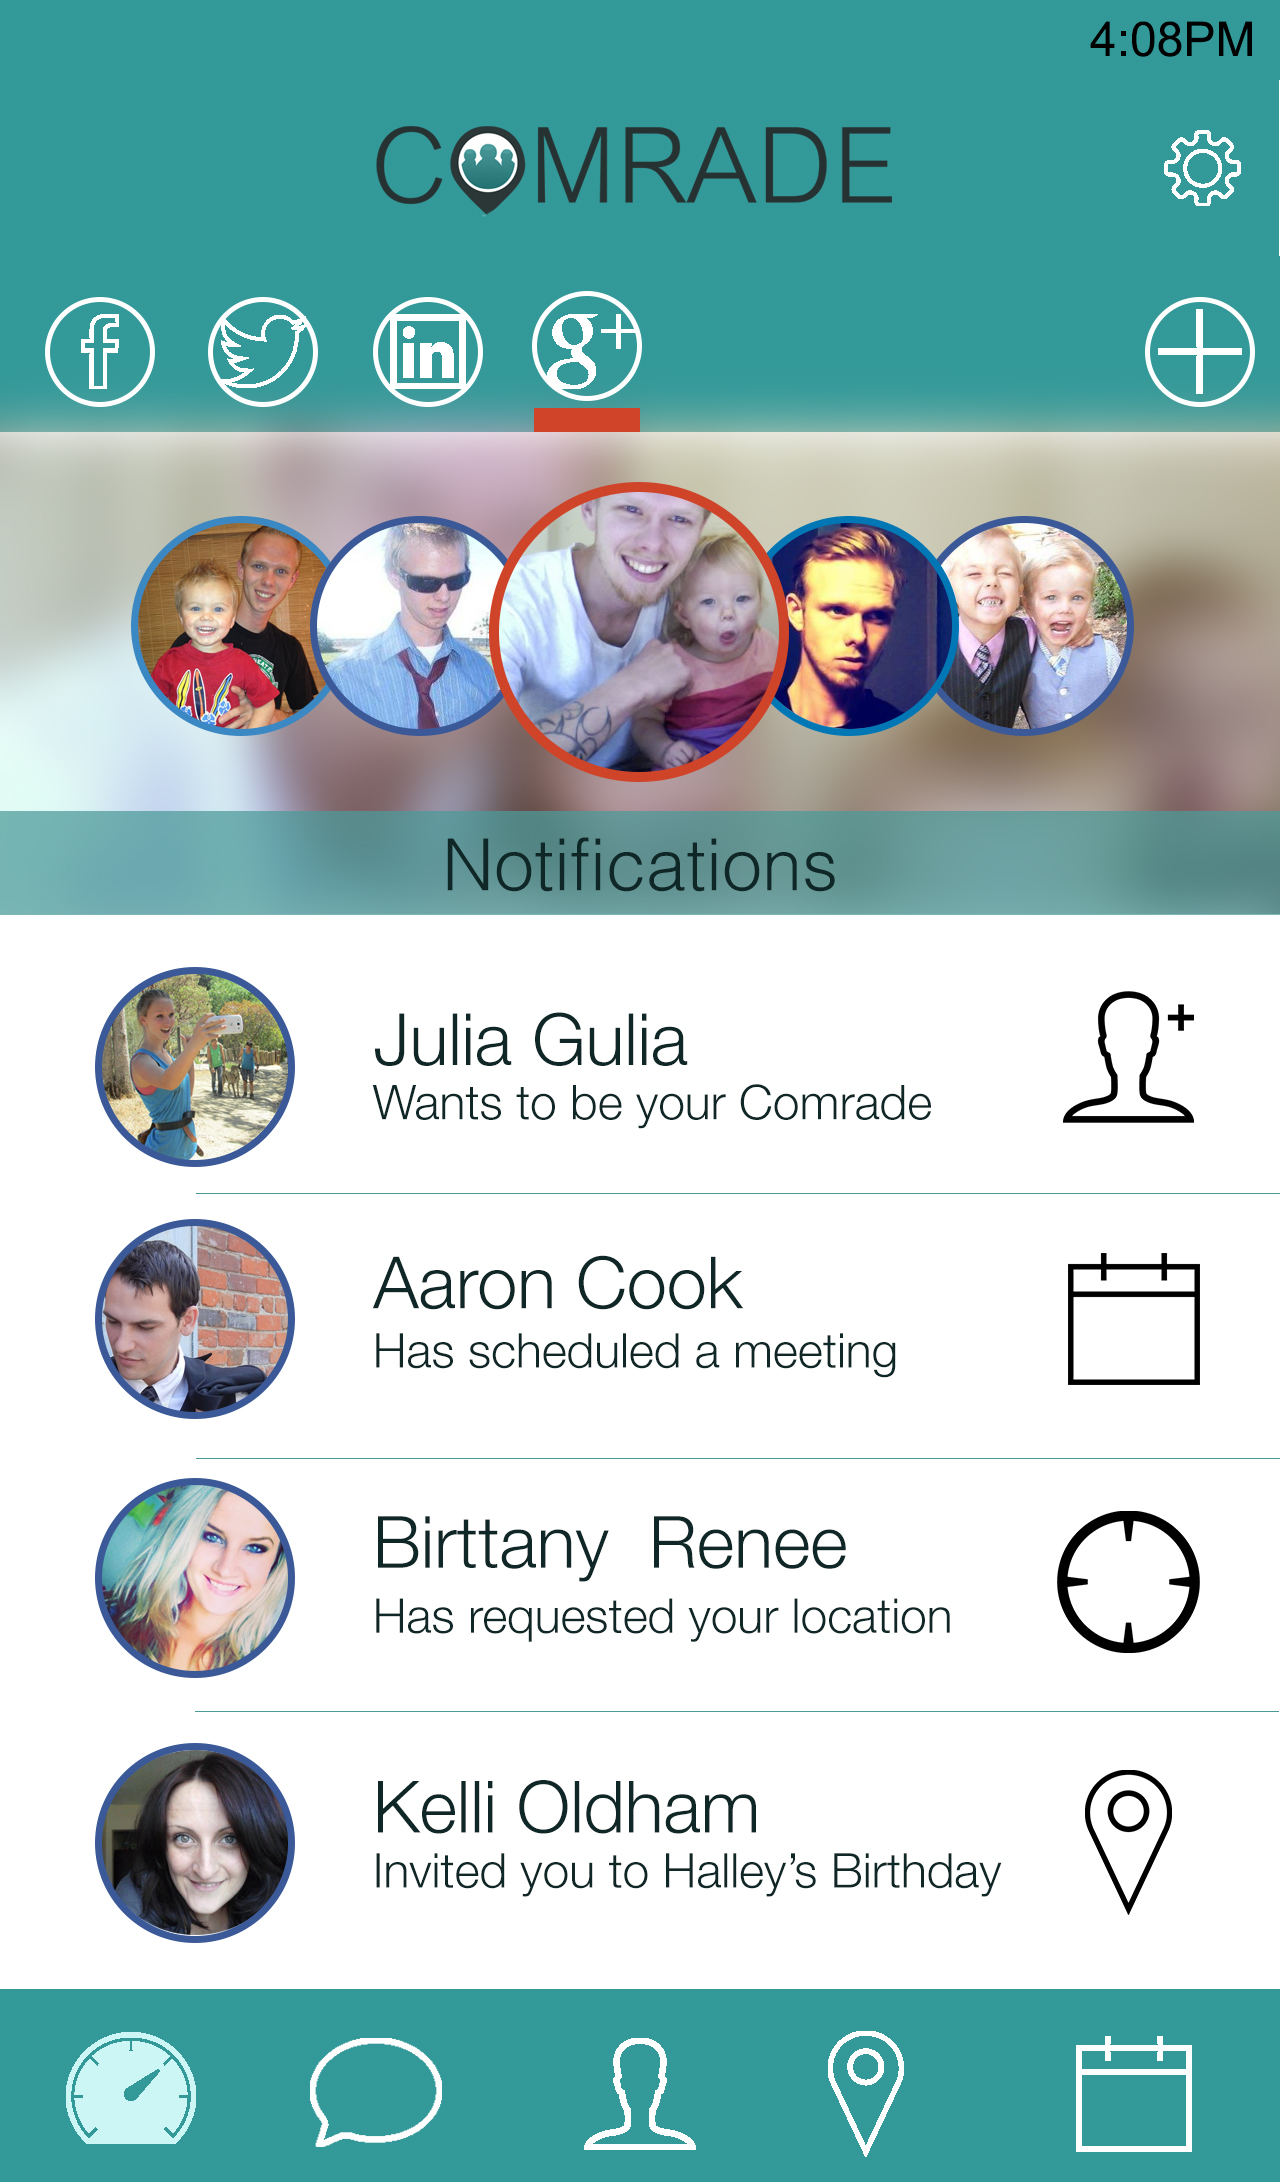 4:08PM
COMRADE
f
in
g+
Notifications
Julia Gulia
Wants to be your Comrade
Aaron Cook
Has scheduled a meeting
Birttany Renee
Has requested your location
Kelli Oldham
Invited you to Halley’s Birthday